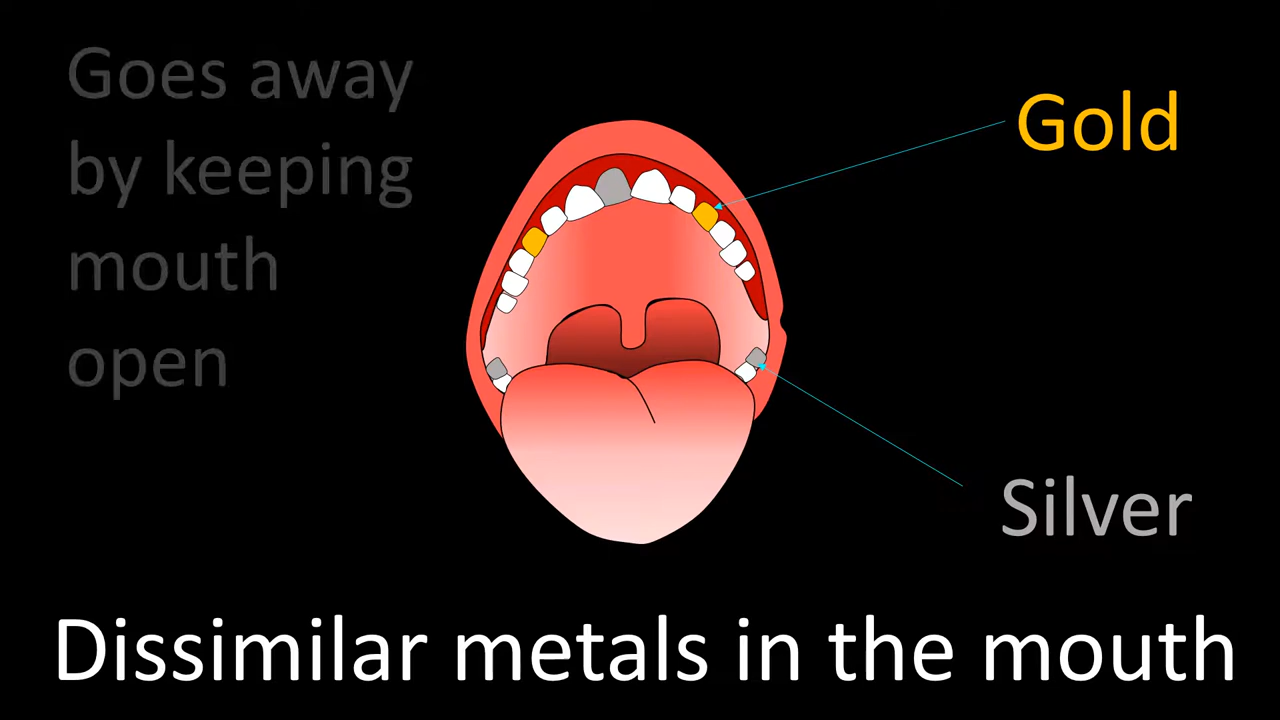 Goes away
by keeping
mouth
open
Gold
Silver
Dissimilar metals in the mouth